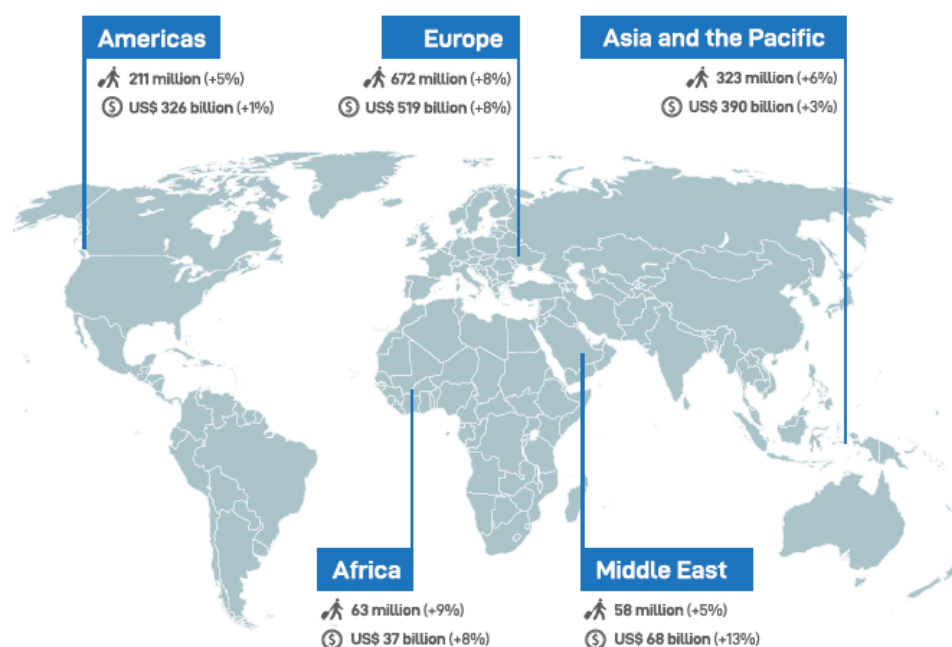 Americas
211 million (+5%)
US$ 326 billion (+1%)
Europe
672 million (+8%)
US$ 519 billion (+8%)
Asia and the Pacific
323 million (+6%)
US$ 390 billion (+3%)
Africa
63 million (+9%)
US$ 37 billion (+8%)
Middle East
58 million (+5%)
US$ 68 billion (+13%)